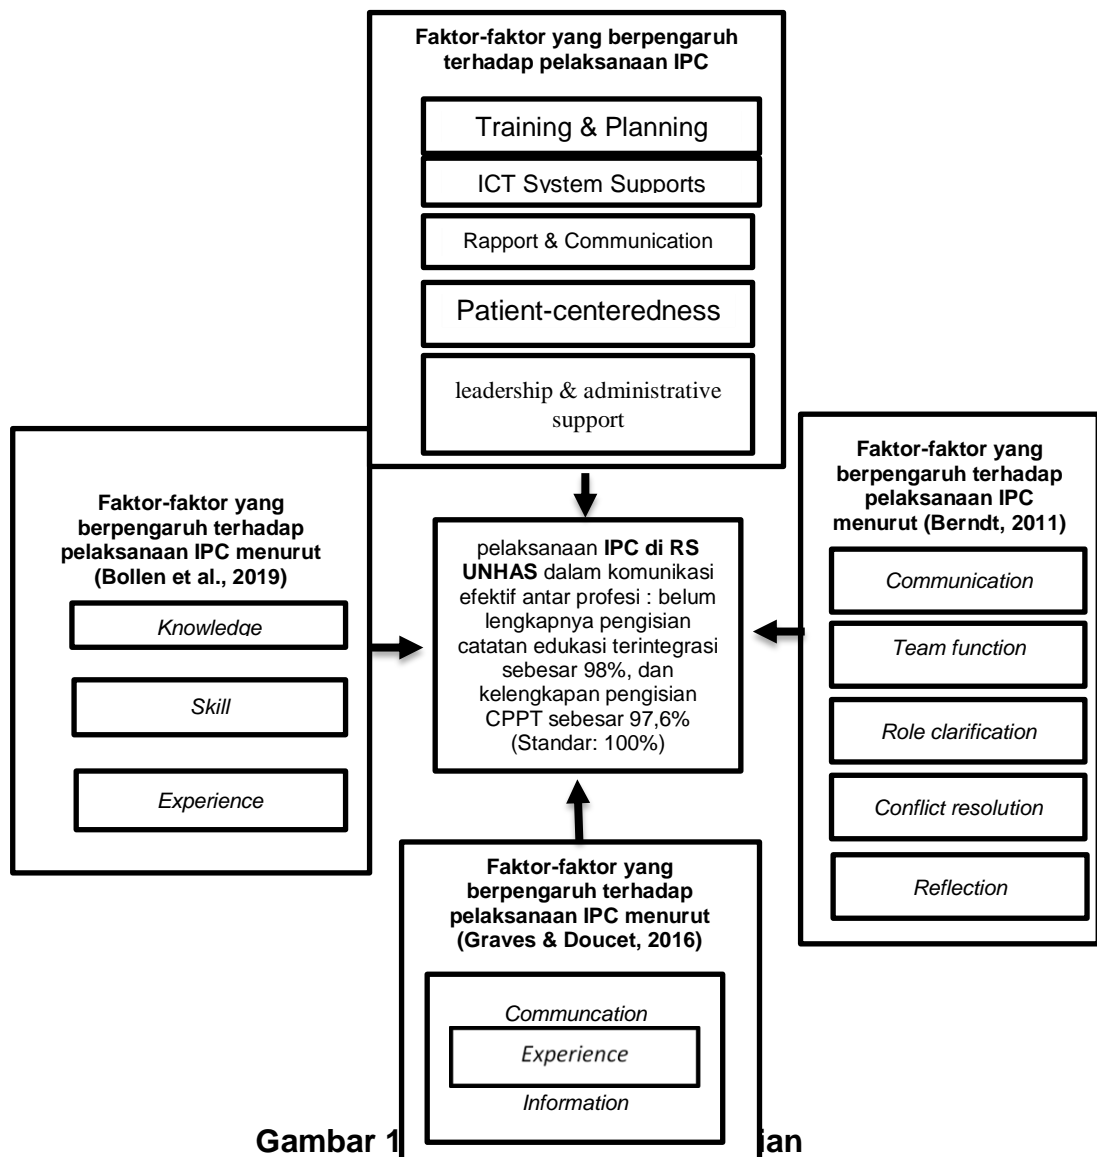 Faktor-faktor yang berpengaruh
terhadap pelaksanaan IPC
Training & Planning
ICT System Supports
Rapport & Communication
Patient-centeredness
leadership & administrative
support
Faktor-faktor yang
berpengaruh terhadap
pelaksanaan IPC menurut
(Bollen et al., 2019)
Knowledge
Skill
Experience
pelaksanaan IPC di RS
UNHAS dalam komunikasi
efektif antar profesi : belum
lengkapnya pengisian
catatan edukasi terintegrasi
sebesar 98%, dan
kelengkapan pengisian
CPPT sebesar 97,6%
(Standar: 100%)
Faktor-faktor yang
berpengaruh terhadap
pelaksanaan IPC
menurut (Berndt, 2011)
Communication
Team function
Role clarification
Conflict resolution
Reflection
Faktor-faktor yang
berpengaruh terhadap
pelaksanaan IPC menurut
(Graves & Doucet, 2016)
Communcation
Experience
Information
Gambar 1 ian